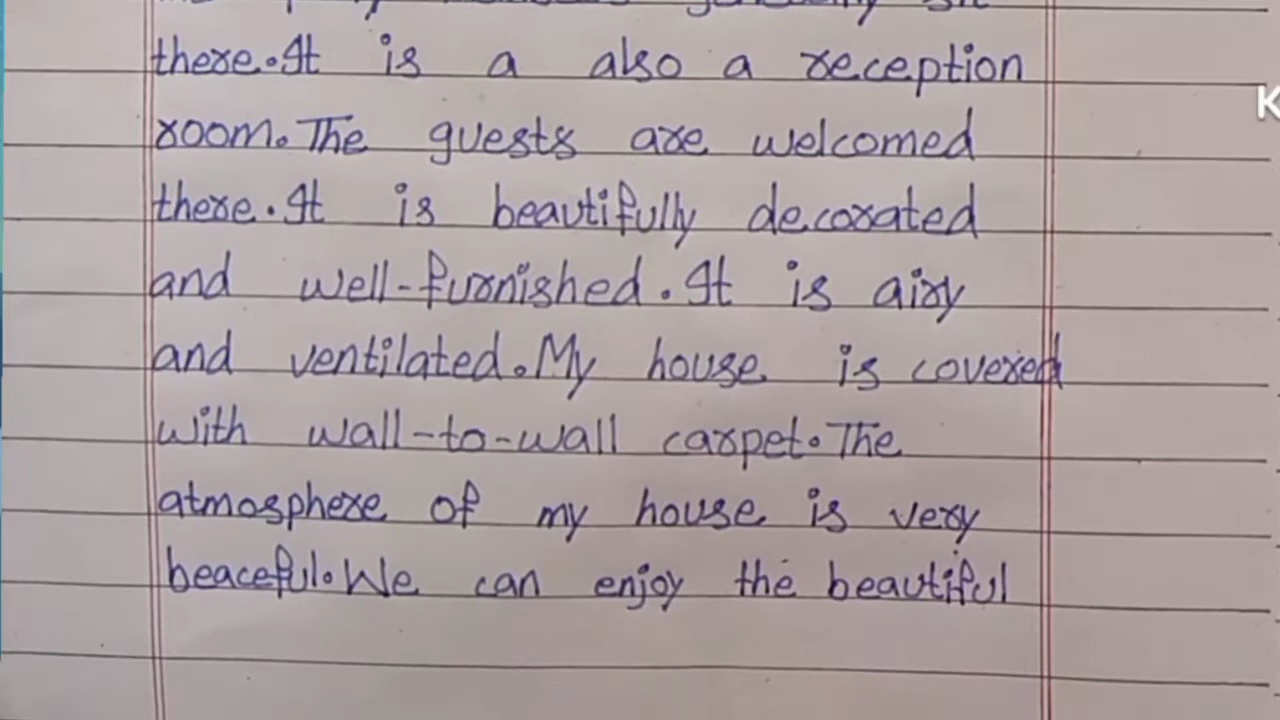 there.It is a also a reception
room.The guests are welcomed
there.It is beautifully decorated
and well-furnished.It is airy
and ventilated.My house is covered
with wall-to-wall carpet.The
atmosphere of my house is very
beaceful.We can enjoy the beautiful
K